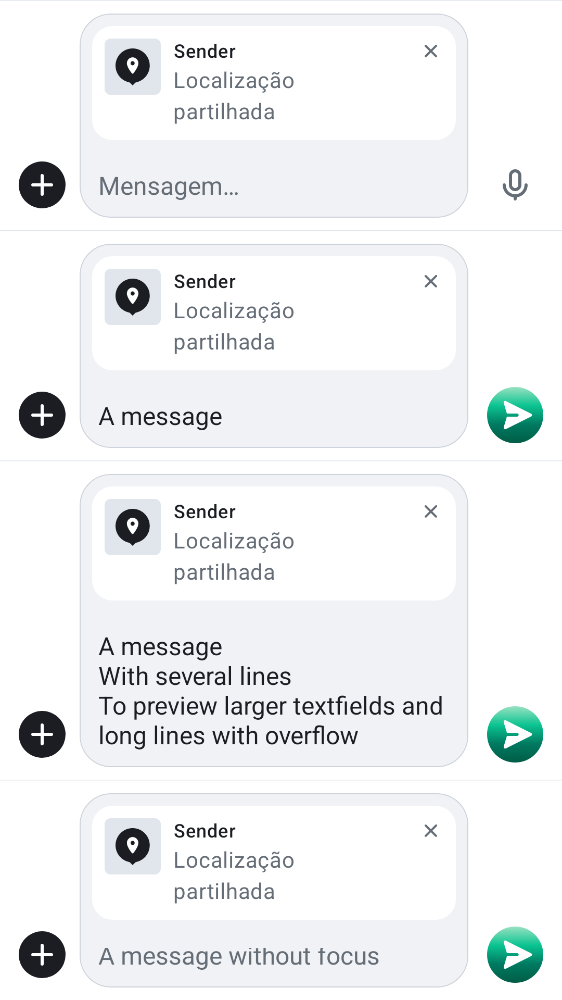 Sender
Localização
partilhada
Mensagem…
Sender
Localização
partilhada
A message
Sender
Localização
partilhada
A message
With several lines
To preview larger textfields and
long lines with overflow
Sender
Localização
partilhada
A message without focus